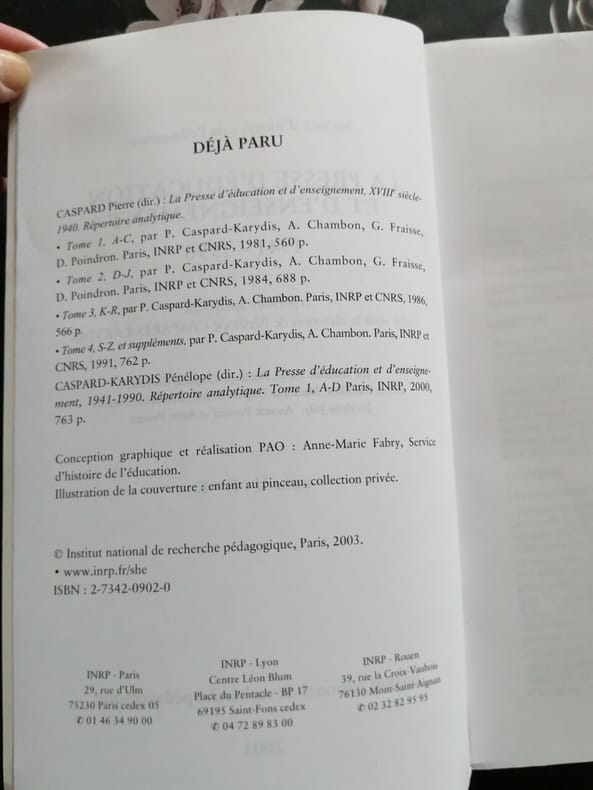 DÉJÀ PARU
CASPARD Pierre (dir.) : La Presse d'éducation et d'enseignement, XVIIIe siècle-
1940. Répertoire analytique.
• Tome 1, A-C, par P. Caspard-Karydis, A. Chambon, G. Fraisse,
D. Poindron. Paris, INRP et CNRS, 1981, 560 p.
• Tome 2, D-J, par P. Caspard-Karydis, A. Chambon, G. Fraisse,
D. Poindron. Paris, INRP et CNRS, 1984, 688 p.
• Tome 3, K-R, par P. Caspard-Karydis, A. Chambon. Paris, INRP et CNRS, 1986,
566 p.
• Tome 4, S-Z, et suppléments, par P. Caspard-Karydis, A. Chambon. Paris, INRP et
CNRS, 1991, 762 p.
CASPARD-KARYDIS Pénélope (dir.) : La Presse d'éducation et d'enseigne-
ment, 1941-1990. Répertoire analytique. Tome 1, A-D Paris, INRP, 2000,
763 p.
Conception graphique et réalisation PAO : Anne-Marie Fabry, Service
d'histoire de l'éducation.
Illustration de la couverture : enfant au pinceau, collection privée.
© Institut national de recherche pédagogique, Paris, 2003.
• www.inrp.fr/she
ISBN : 2-7342-0902-0
INRP - Paris
29, rue d'Ulm
75230 Paris cedex 05
✆ 01 46 34 90 00
INRP - Lyon
Centre Léon Blum
Place du Pentacle - BP 17
69195 Saint-Fons cedex
✆ 04 72 89 83 00
INRP - Rouen
39, rue la Croix-Vaubois
76130 Mont-Saint-Aignan
✆ 02 32 82 95 95